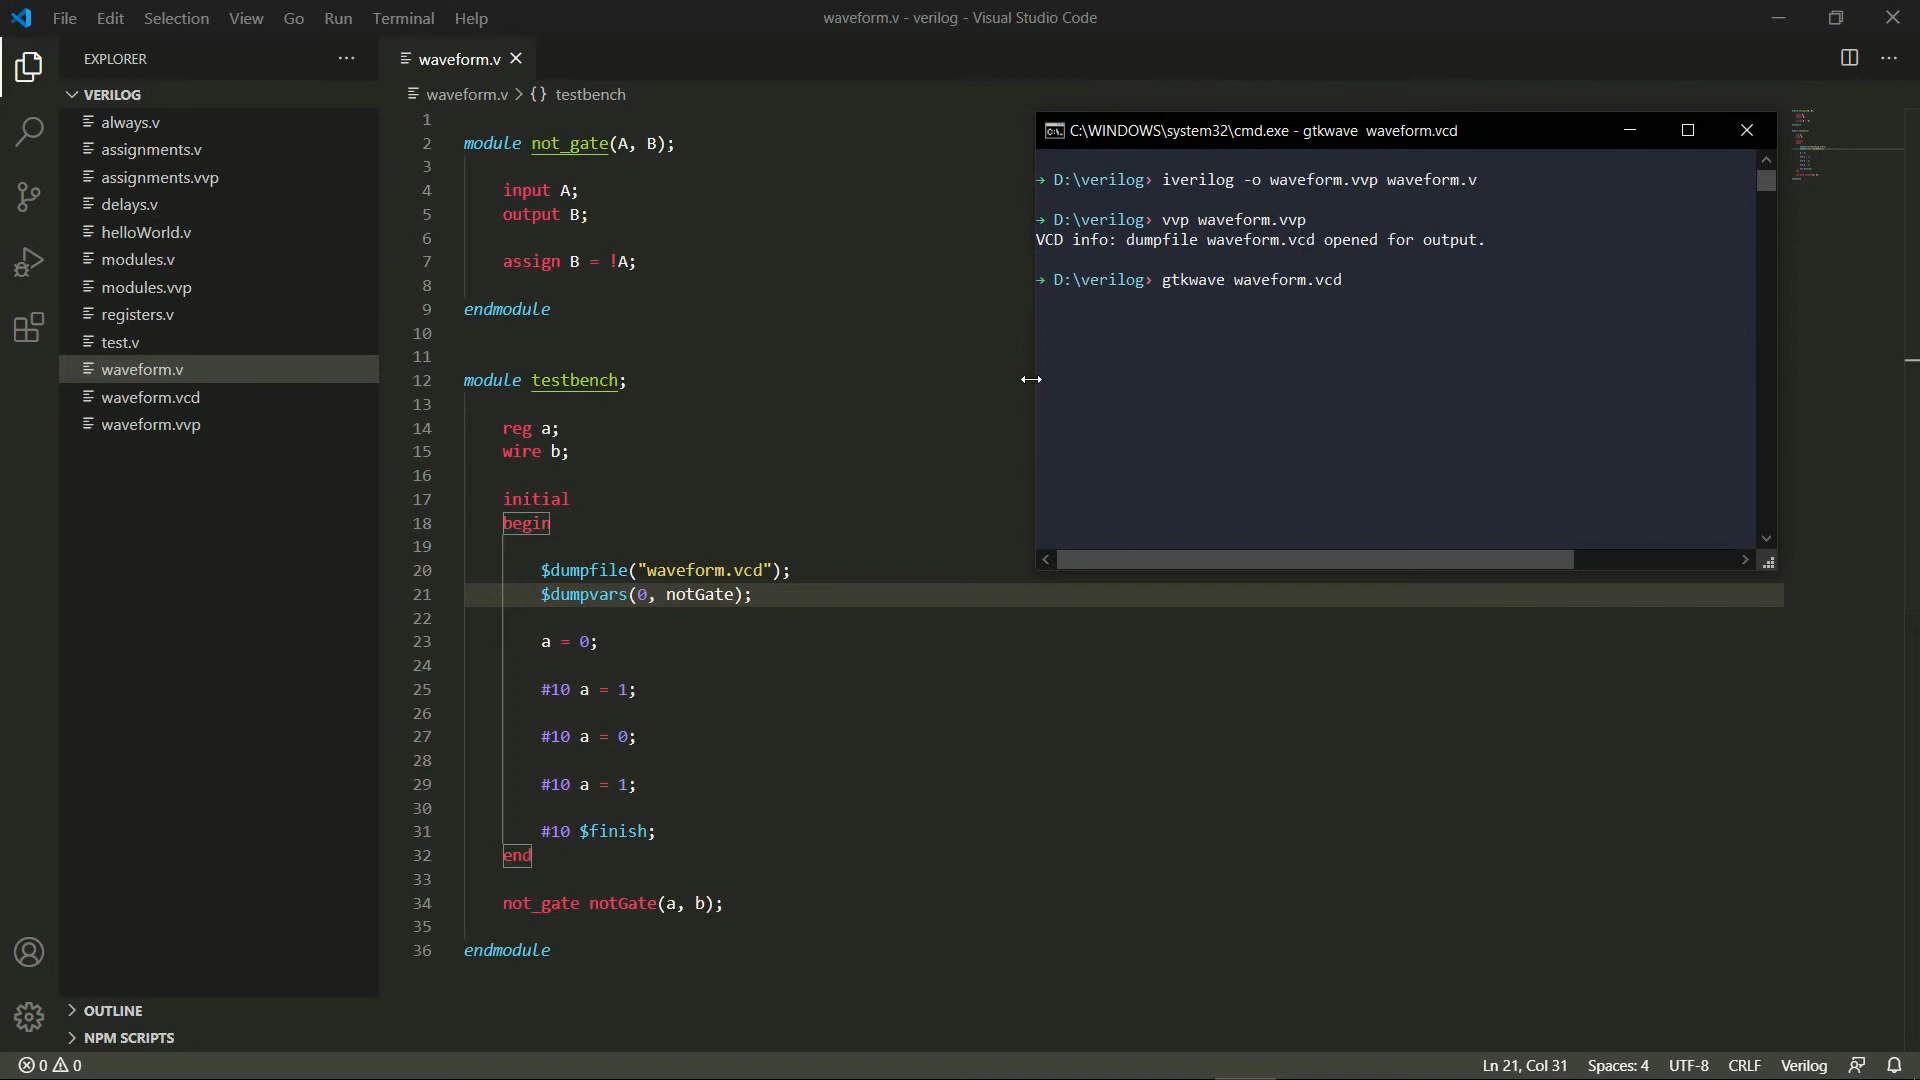 File Edit Selection View Go Run Terminal Help
waveform.v - verilog - Visual Studio Code
EXPLORER
VERILOG
always.v
assignments.v
assignments.vvp
delays.v
helloWorld.v
modules.v
modules.vvp
registers.v
test.v
waveform.v
waveform.vcd
waveform.vvp
OUTLINE
NPM SCRIPTS
waveform.v
waveform.v > {} testbench
1
2 module not_gate(A, B);
3
4 input A;
5 output B;
6
7 assign B = !A;
8
9 endmodule
10
11
12 module testbench;
13
14 reg a;
15 wire b;
16
17 initial
18 begin
19
20 $dumpfile("waveform.vcd");
21 $dumpvars(0, notGate);
22
23 a = 0;
24
25 #10 a = 1;
26
27 #10 a = 0;
28
29 #10 a = 1;
30
31 #10 $finish;
32 end
33
34 not_gate notGate(a, b);
35
36 endmodule
C:\WINDOWS\system32\cmd.exe - gtkwave  waveform.vcd
→ D:\verilog› iverilog -o waveform.vvp waveform.v
→ D:\verilog› vvp waveform.vvp
VCD info: dumpfile waveform.vcd opened for output.
→ D:\verilog› gtkwave waveform.vcd
0 0
Ln 21, Col 31 Spaces: 4 UTF-8 CRLF Verilog